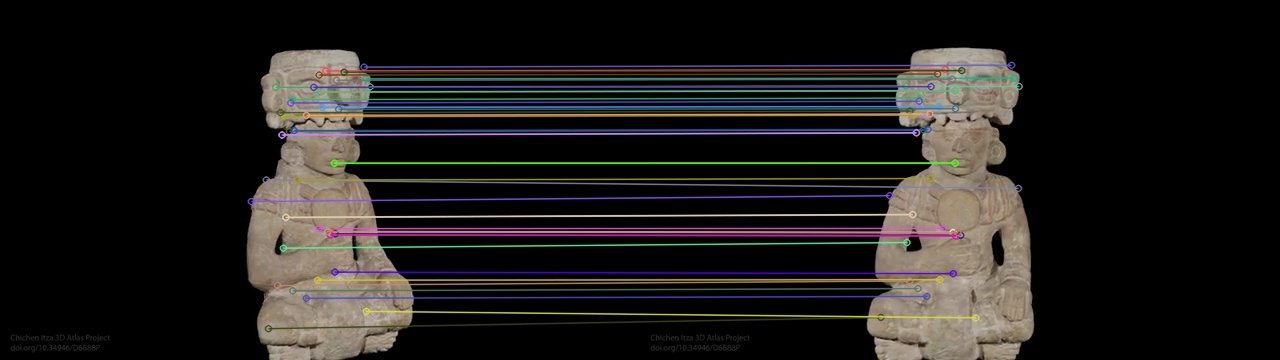 Chichen Itza 3D Atlas Project
doi.org/10.34946/D6B88P
Chichen Itza 3D Atlas Project
doi.org/10.34946/D6B88P